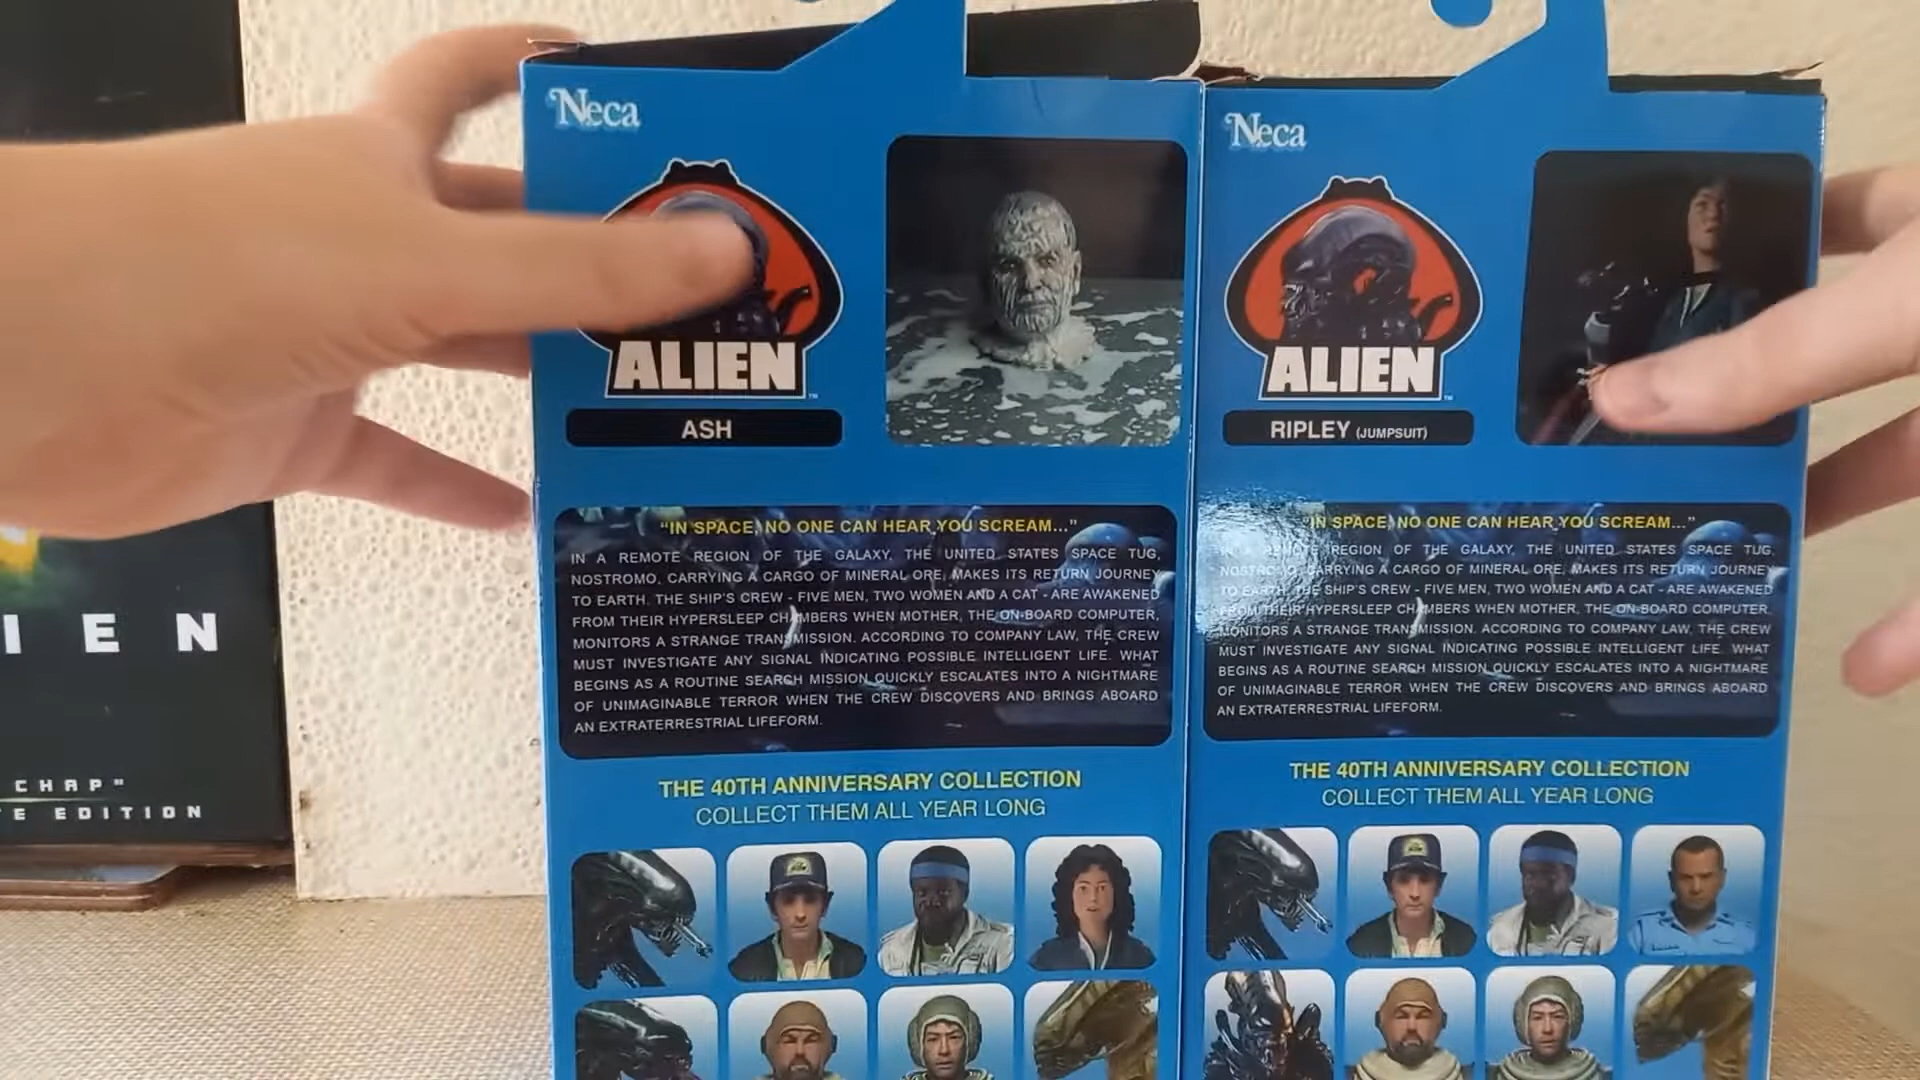 Neca
ALIEN™
ASH
"IN SPACE, NO ONE CAN HEAR YOU SCREAM..."
IN A REMOTE REGION OF THE GALAXY, THE UNITED STATES SPACE TUG,
NOSTROMO, CARRYING A CARGO OF MINERAL ORE, MAKES ITS RETURN JOURNEY
TO EARTH. THE SHIP'S CREW - FIVE MEN, TWO WOMEN AND A CAT - ARE AWAKENED
FROM THEIR HYPERSLEEP CHAMBERS WHEN MOTHER, THE ON-BOARD COMPUTER,
MONITORS A STRANGE TRANSMISSION. ACCORDING TO COMPANY LAW, THE CREW
MUST INVESTIGATE ANY SIGNAL INDICATING POSSIBLE INTELLIGENT LIFE. WHAT
BEGINS AS A ROUTINE SEARCH MISSION QUICKLY ESCALATES INTO A NIGHTMARE
OF UNIMAGINABLE TERROR WHEN THE CREW DISCOVERS AND BRINGS ABOARD
AN EXTRATERRESTRIAL LIFEFORM.
THE 40TH ANNIVERSARY COLLECTION
COLLECT THEM ALL YEAR LONG
Neca
ALIEN™
RIPLEY (JUMPSUIT)
"IN SPACE, NO ONE CAN HEAR YOU SCREAM..."
REMOTE REGION OF THE GALAXY, THE UNITED STATES SPACE TUG,
NOSTROMO, CARRYING A CARGO OF MINERAL ORE, MAKES ITS RETURN JOURNEY
TO EARTH. THE SHIP'S CREW - FIVE MEN, TWO WOMEN AND A CAT - ARE AWAKENED
FROM THEIR HYPERSLEEP CHAMBERS WHEN MOTHER, THE ON-BOARD COMPUTER,
MONITORS A STRANGE TRANSMISSION. ACCORDING TO COMPANY LAW, THE CREW
MUST INVESTIGATE ANY SIGNAL INDICATING POSSIBLE INTELLIGENT LIFE. WHAT
BEGINS AS A ROUTINE SEARCH MISSION QUICKLY ESCALATES INTO A NIGHTMARE
OF UNIMAGINABLE TERROR WHEN THE CREW DISCOVERS AND BRINGS ABOARD
AN EXTRATERRESTRIAL LIFEFORM.
THE 40TH ANNIVERSARY COLLECTION
COLLECT THEM ALL YEAR LONG
IEN
CHAP"
E EDITION